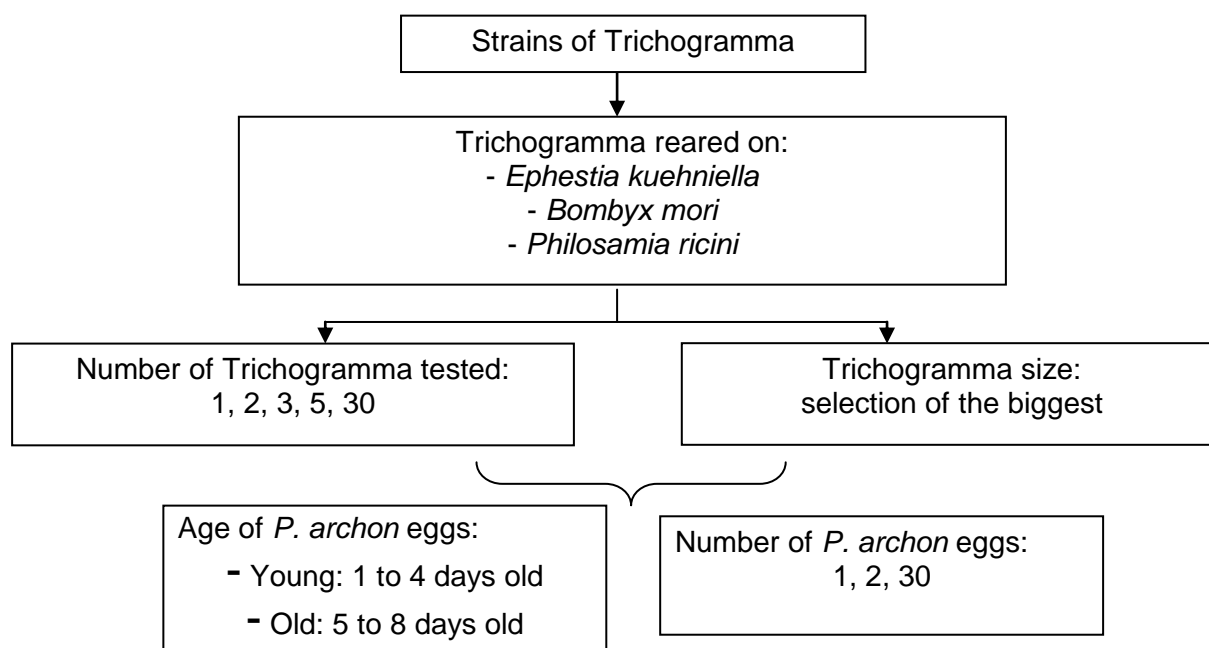 Strains of Trichogramma
Trichogramma reared on:
- Ephestia kuehniella
- Bombyx mori
- Philosamia ricini
Number of Trichogramma tested:
1, 2, 3, 5, 30
Trichogramma size:
selection of the biggest
Age of P. archon eggs:
- Young: 1 to 4 days old
- Old: 5 to 8 days old
Number of P. archon eggs:
1, 2, 30